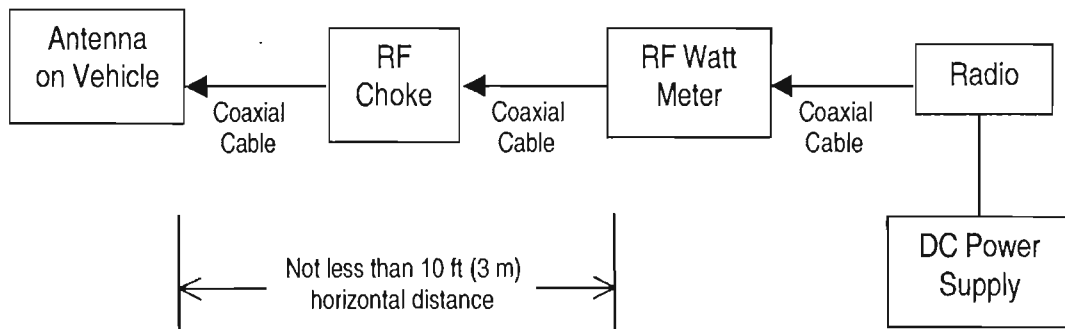 Antenna
on Vehicle
Coaxial
Cable
RF
Choke
Coaxial
Cable
RF Watt
Meter
Coaxial
Cable
Radio
DC Power
Supply
Not less than 10 ft (3 m)
horizontal distance